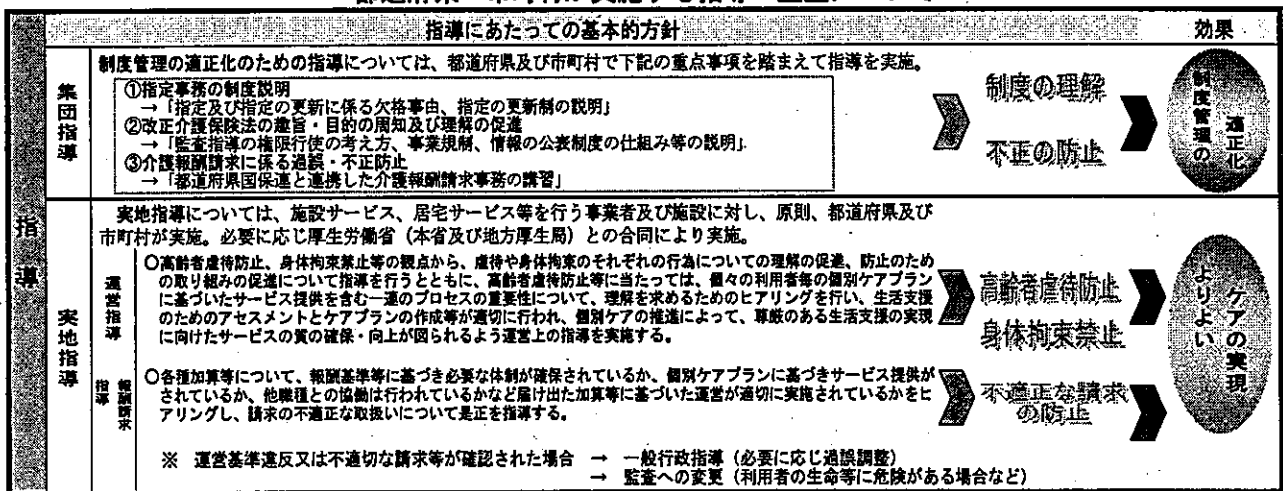 指導にあたっての基本的方針
効果
指導
集団指導
制度管理の適正化のための指導については、都道府県及び市町村で下記の重点事項を踏まえて指導を実施。
①指定事務の制度説明
→「指定及び指定の更新に係る欠格事由、指定の更新制の説明」
②改正介護保険法の趣旨・目的の周知及び理解の促進
→「監査指導の権限行使の考え方、事業規制、情報の公表制度の仕組み等の説明」
③介護報酬請求に係る過誤・不正防止
→「都道府県国保連と連携した介護報酬請求事務の講習」
制度の理解
不正の防止
制度管理の
適正化
実地指導
実地指導については、施設サービス、居宅サービス等を行う事業者及び施設に対し、原則、都道府県及び
市町村が実施。必要に応じ厚生労働省（本省及び地方厚生局）との合同により実施。
運営指導
○高齢者虐待防止、身体拘束禁止等の観点から、虐待や身体拘束のそれぞれの行為についての理解の促進、防止のため
の取り組みの促進について指導を行うとともに、高齢者虐待防止等に当たっては、個々の利用者毎の個別ケアプラン
に基づいたサービス提供を含む一連のプロセスの重要性について、理解を求めるためのヒアリングを行い、生活支援
のためのアセスメントとケアプランの作成等が適切に行われ、個別ケアの推進によって、尊厳のある生活支援の実現
に向けたサービスの質の確保・向上が図られるよう運営上の指導を実施する。
高齢者虐待防止
身体拘束禁止
よりよい
ケアの実現
報酬請求
指導
○各種加算等について、報酬基準等に基づき必要な体制が確保されているか、個別ケアプランに基づきサービス提供が
されているか、他職種との協働は行われているかなど届け出た加算等に基づいた運営が適切に実施されているかをヒ
アリングし、請求の不適正な取扱いについて是正を指導する。
不適正な請求
の防止
※ 運営基準違反又は不適切な請求等が確認された場合 → 一般行政指導（必要に応じ過誤調整）
→ 監査への変更（利用者の生命等に危険がある場合など）